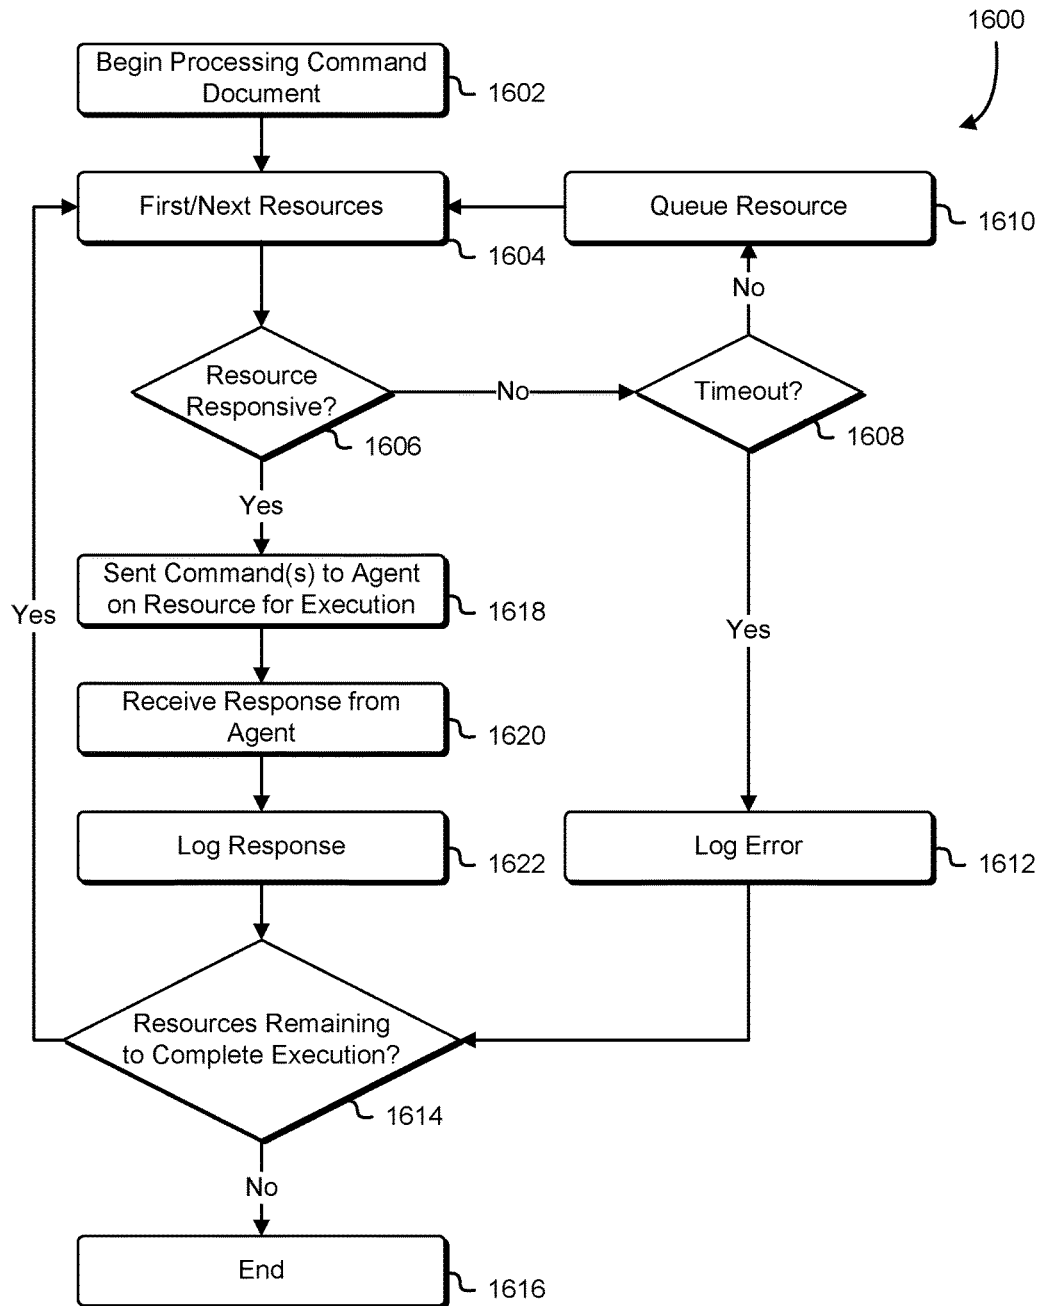 1600
Begin Processing Command
Document
1602
First/Next Resources
1604
Queue Resource
1610
No
Resource
Responsive?
1606
No
Timeout?
1608
Yes
Sent Command(s) to Agent
on Resource for Execution
1618
Yes
Yes
Receive Response from
Agent
1620
Log Response
1622
Log Error
1612
Resources Remaining
to Complete Execution?
1614
No
End
1616